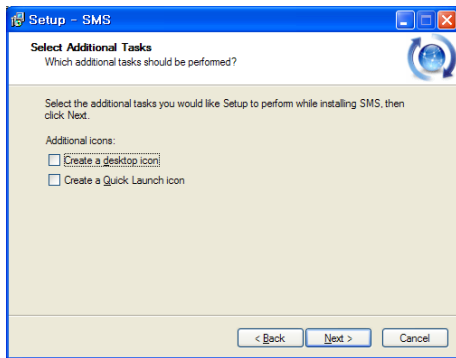 Setup - SMS
Select Additional Tasks
Which additional tasks should be performed?
Select the additional tasks you would like Setup to perform while installing SMS, then
click Next.
Additional icons:
Create a desktop icon
Create a Quick Launch icon
< Back
Next >
Cancel